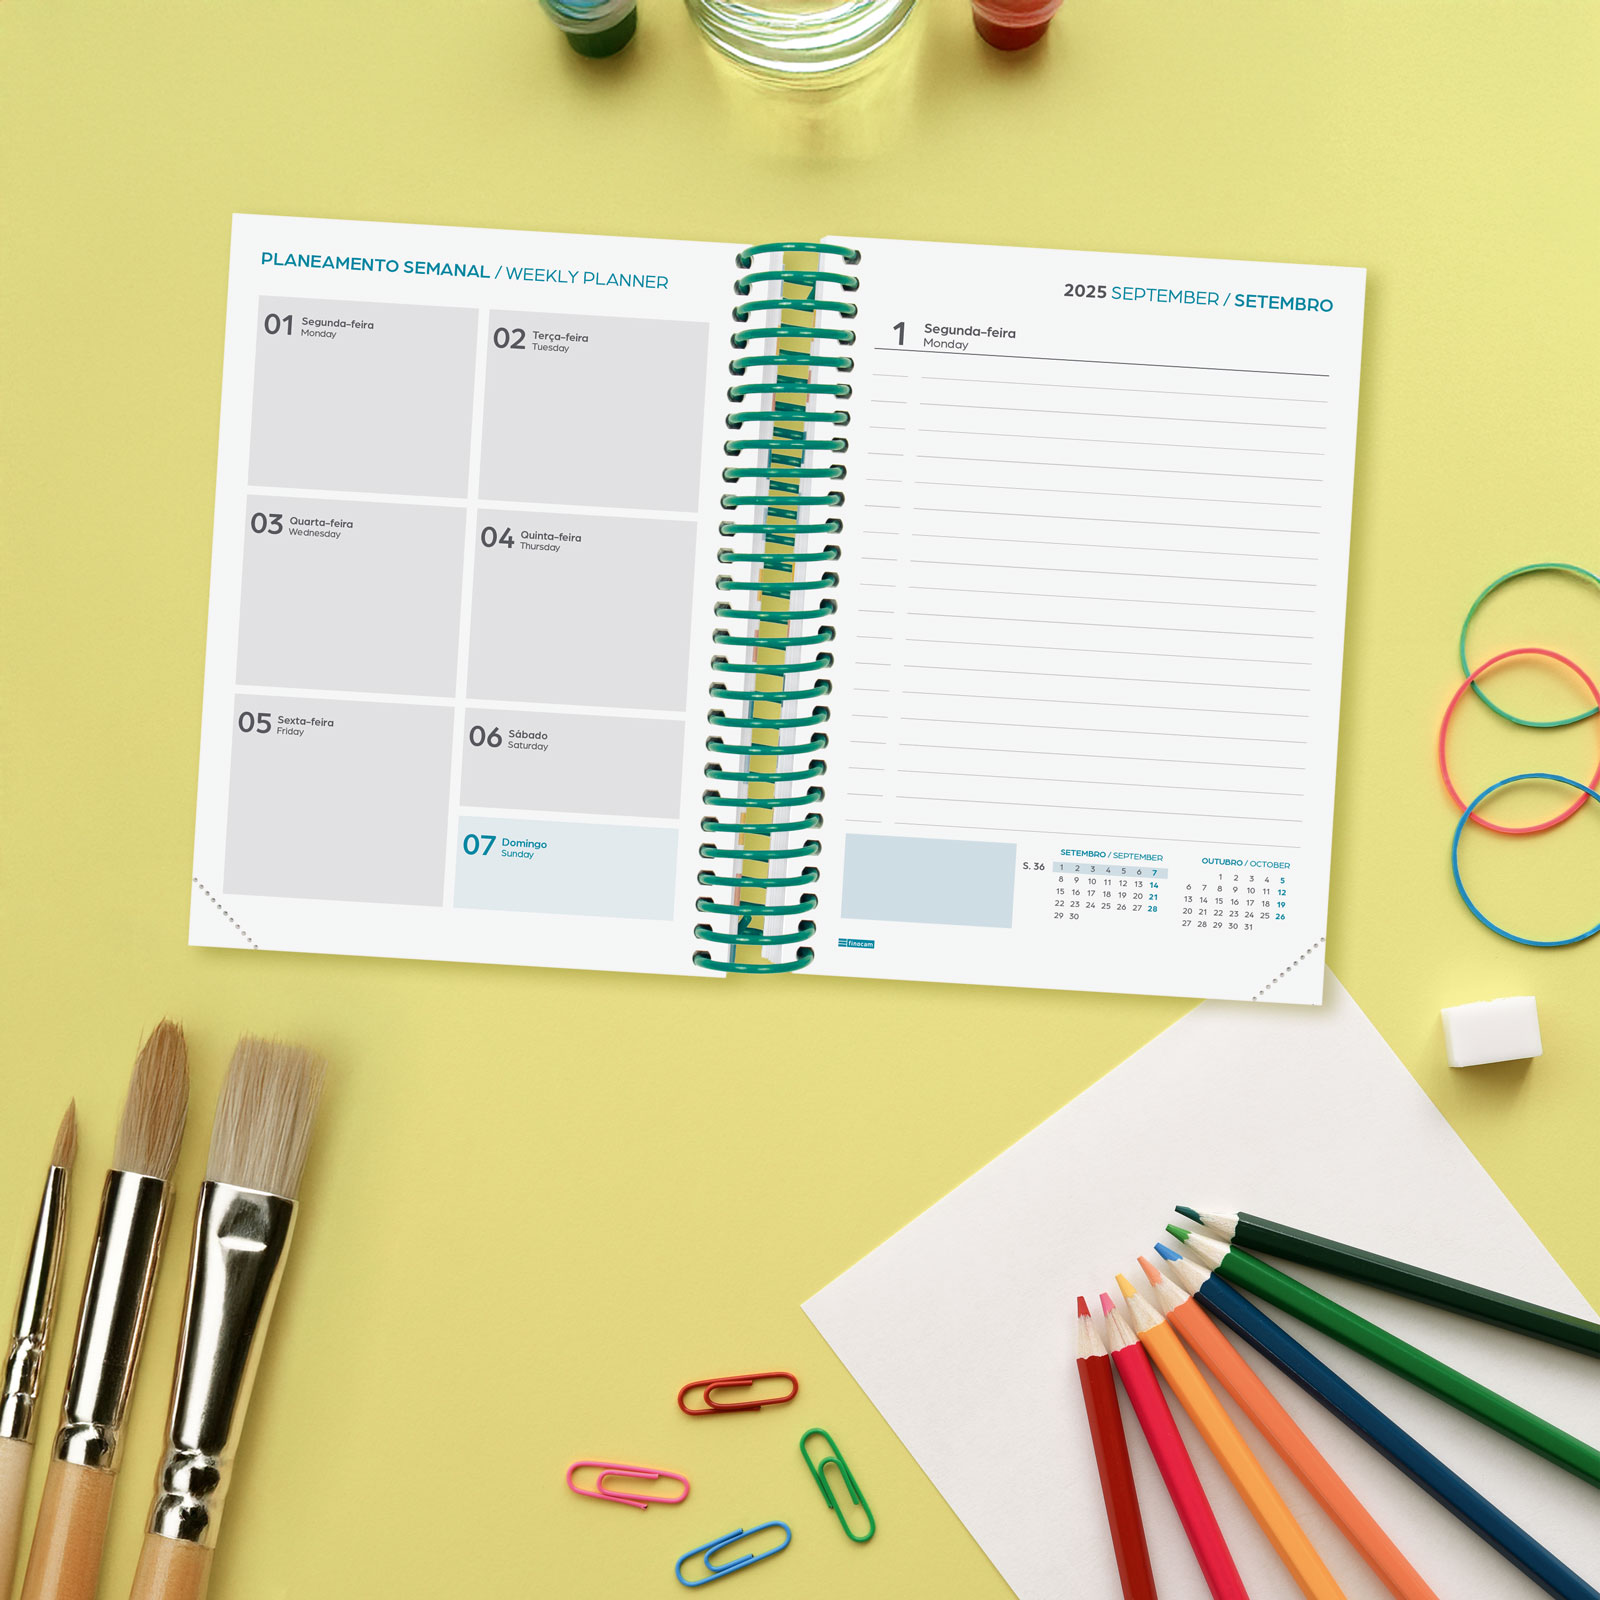 PLANEAMENTO SEMANAL / WEEKLY PLANNER
01 Segunda-feira
Monday
02 Terça-feira
Tuesday
03 Quarta-feira
Wednesday
04 Quinta-feira
Thursday
05 Sexta-feira
Friday
06 Sábado
Saturday
07 Domingo
Sunday
2025 SEPTEMBER / SETEMBRO
1 Segunda-feira
Monday
S. 36
SETEMBRO / SEPTEMBER
1 2 3 4 5 6 7
8 9 10 11 12 13 14
15 16 17 18 19 20 21
22 23 24 25 26 27 28
29 30
OUTUBRO / OCTOBER
1 2 3 4 5
6 7 8 9 10 11 12
13 14 15 16 17 18 19
20 21 22 23 24 25 26
27 28 29 30 31
finocam